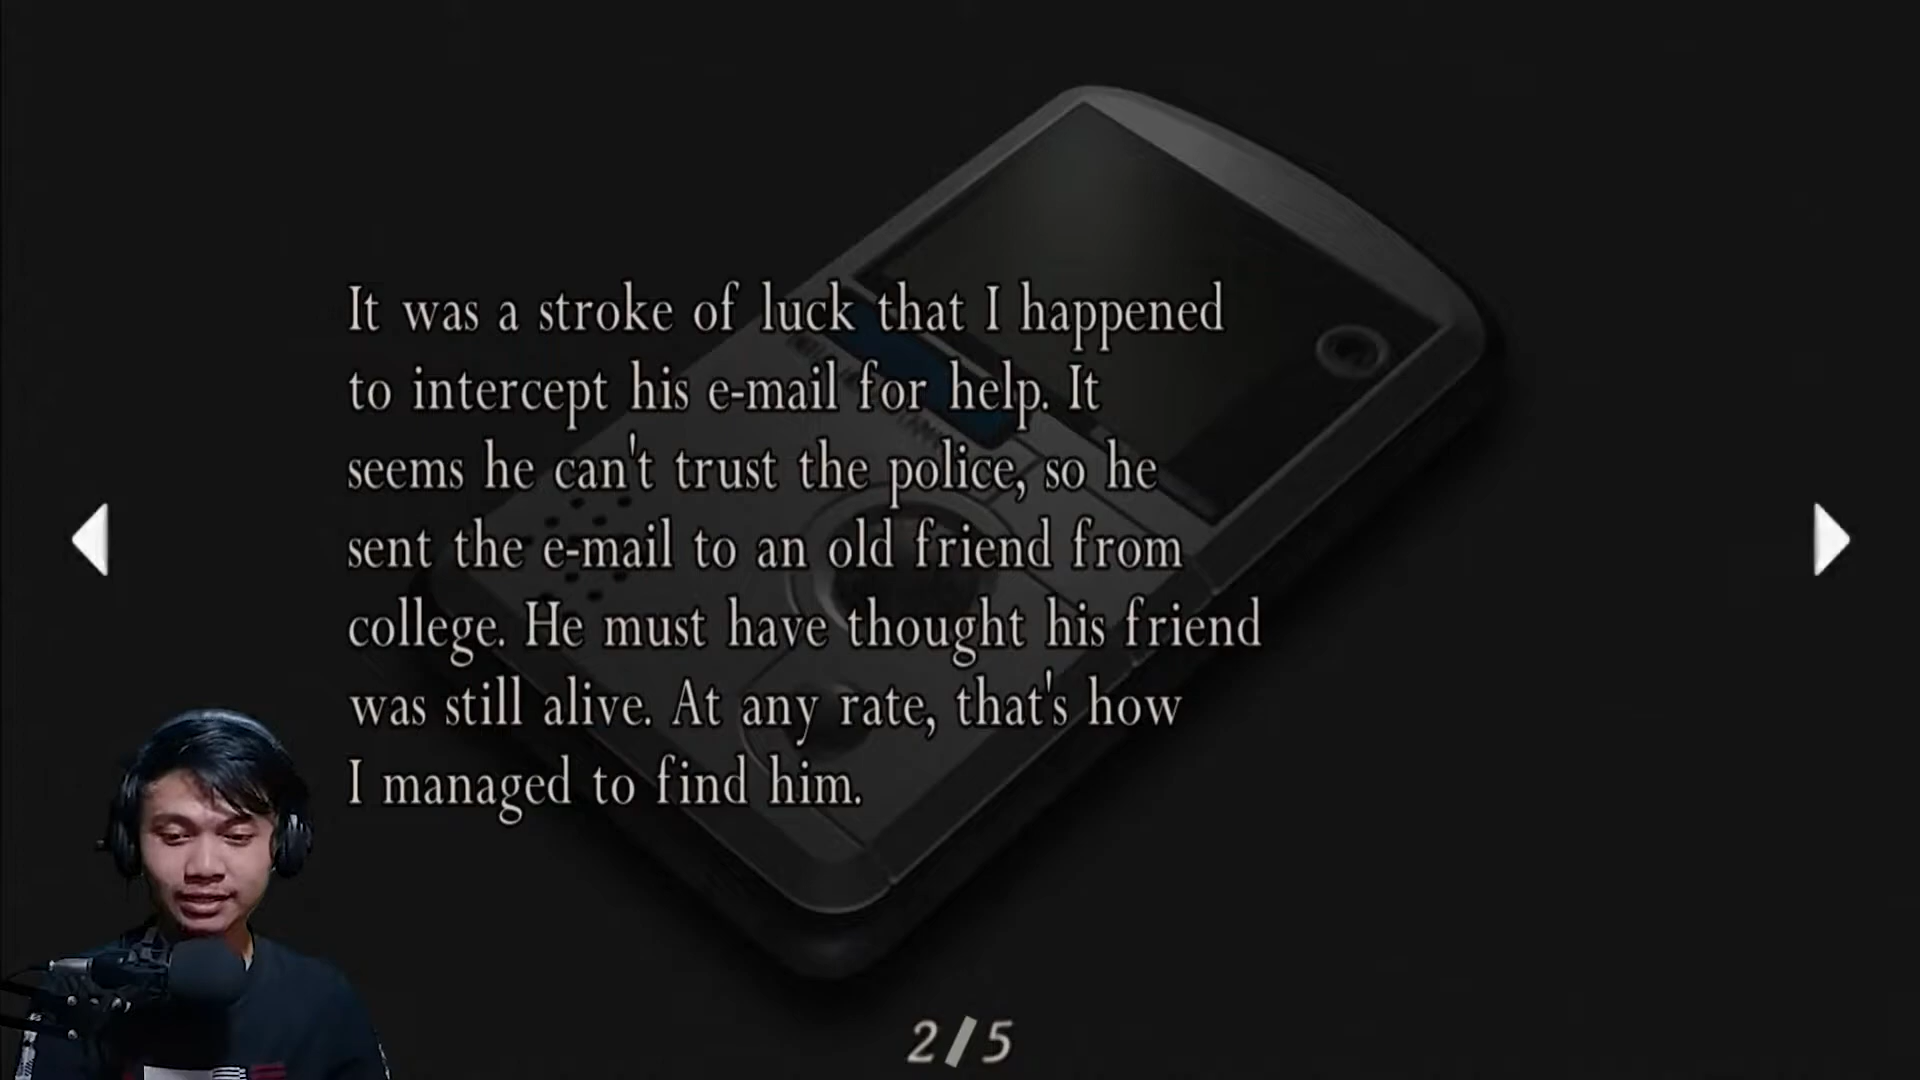 It was a stroke of luck that I happened
to intercept his e-mail for help. It
seems he can't trust the police, so he
sent the e-mail to an old friend from
college. He must have thought his friend
was still alive. At any rate, that's how
I managed to find him.
2/5